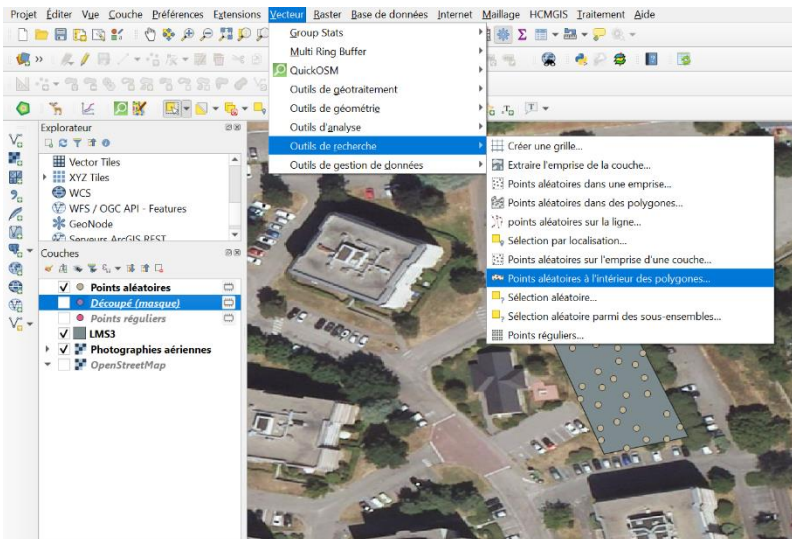 Projet Éditer Vue Couche Préférences Extensions Vecteur Raster Base de données Internet Maillage HCMGIS Traitement Aide
Group Stats
Multi Ring Buffer
QuickOSM
Outils de géotraitement
Outils de géométrie
Outils d'analyse
Outils de recherche
Outils de gestion de données
Créer une grille...
Extraire l'emprise de la couche...
Points aléatoires dans une emprise...
Points aléatoires dans des polygones...
points aléatoires sur la ligne...
Sélection par localisation...
Points aléatoires sur l'emprise d'une couche...
Points aléatoires à l'intérieur des polygones...
Sélection aléatoire...
Sélection aléatoire parmi des sous-ensembles...
Points réguliers...
Explorateur
Vector Tiles
XYZ Tiles
WCS
WFS / OGC API - Features
GeoNode
Serveurs ArcGIS REST
Couches
Points aléatoires
Découpé (masque)
Points réguliers
LMS3
Photographies aériennes
OpenStreetMap